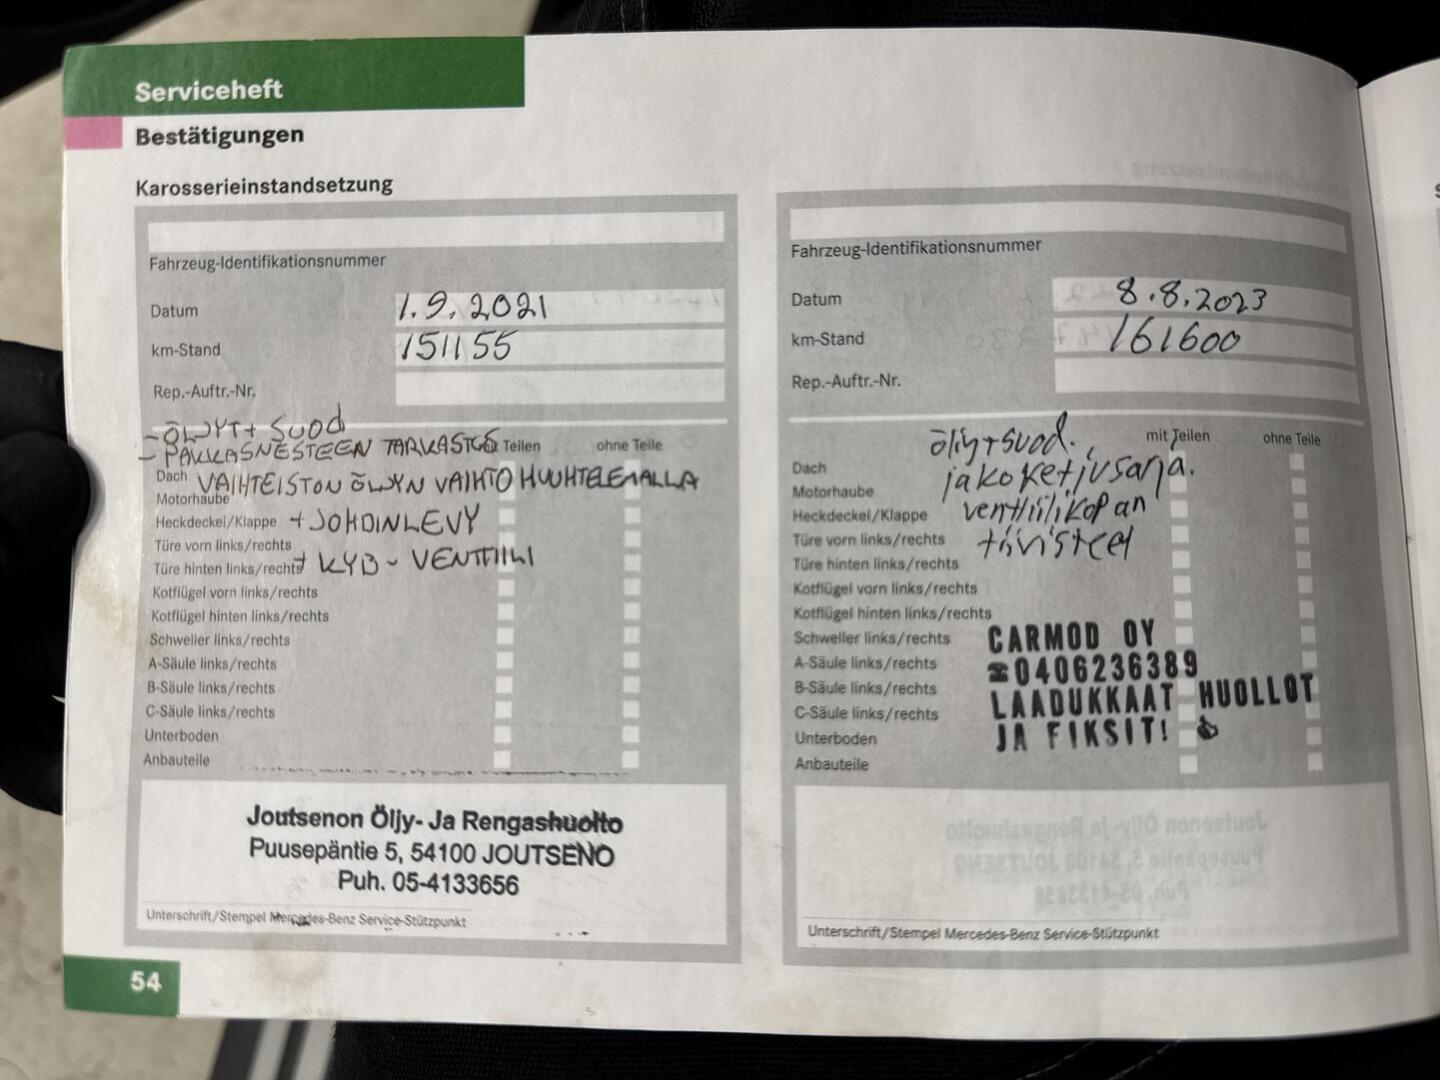 Serviceheft
Bestätigungen
Karosserieinstandsetzung
Fahrzeug-Identifikationsnummer
Datum 1.9.2021
km-Stand 151155
Rep.-Auftr.-Nr.
- ÖLJYT + SUOD
- PAKKASNESTEEN TARKASTUS Teilen ohne Teile
Dach VAIHTEISTON ÖLJYN VAIHTO HUUHTELEMALLA
Motorhaube
Heckdeckel/Klappe + JOHDINLEVY
Türe vorn links/rechts
Türe hinten links/rechts + KYB-VENTTIILI
Kotflügel vorn links/rechts
Kotflügel hinten links/rechts
Schweller links/rechts
A-Säule links/rechts
B-Säule links/rechts
C-Säule links/rechts
Unterboden
Anbauteile
Joutsenon Öljy- Ja Rengashuolto
Puusepäntie 5, 54100 JOUTSENO
Puh. 05-4133656
Unterschrift/Stempel Mercedes-Benz Service-Stützpunkt
54
Fahrzeug-Identifikationsnummer
Datum 8.8.2023
km-Stand 161600
Rep.-Auftr.-Nr.
öljy+suod. mit Teilen ohne Teile
Dach jakoketjusarja.
Motorhaube
Heckdeckel/Klappe venttiilikopan
Türe vorn links/rechts tiivisteet
Türe hinten links/rechts
Kotflügel vorn links/rechts
Kotflügel hinten links/rechts
Schweller links/rechts CARMOD OY
A-Säule links/rechts ☎0406236389
B-Säule links/rechts LAADUKKAAT HUOLLOT
C-Säule links/rechts JA FIKSIT!
Unterboden
Anbauteile
Unterschrift/Stempel Mercedes-Benz Service-Stützpunkt